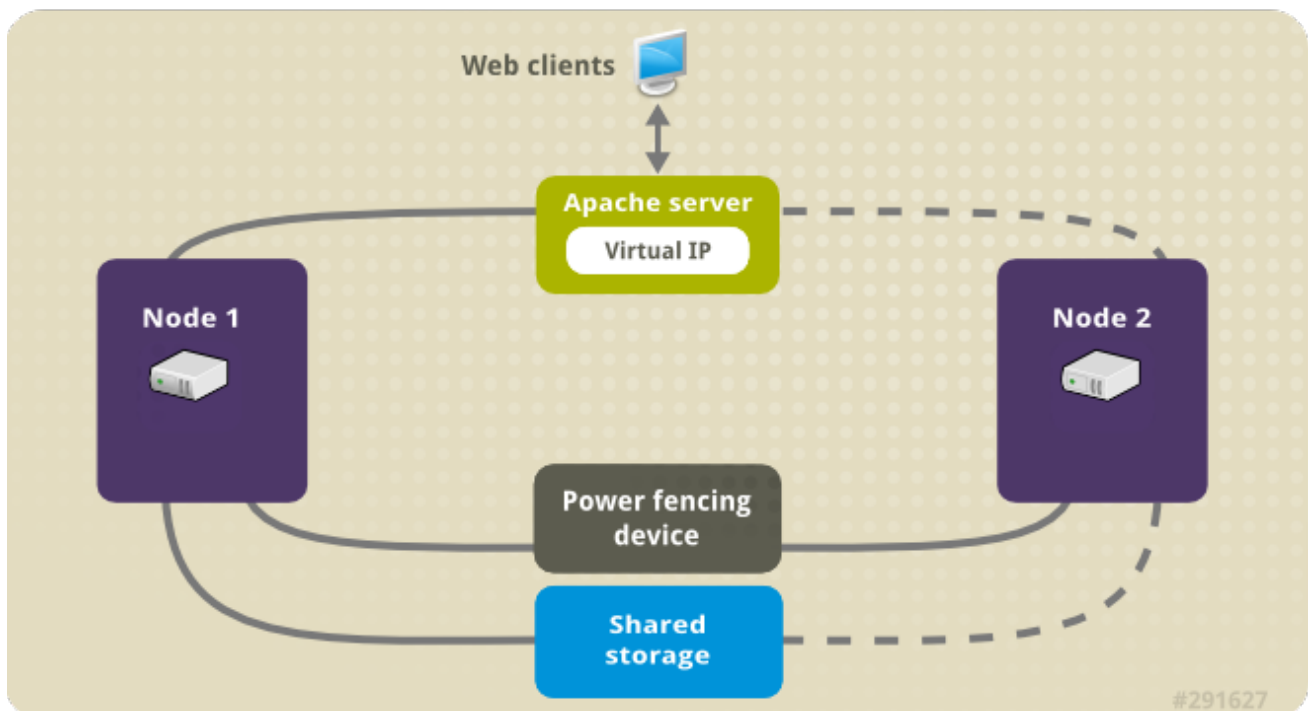 Web clients
Apache server
Virtual IP
Node 1
Node 2
Power fencing
device
Shared
storage
#291627